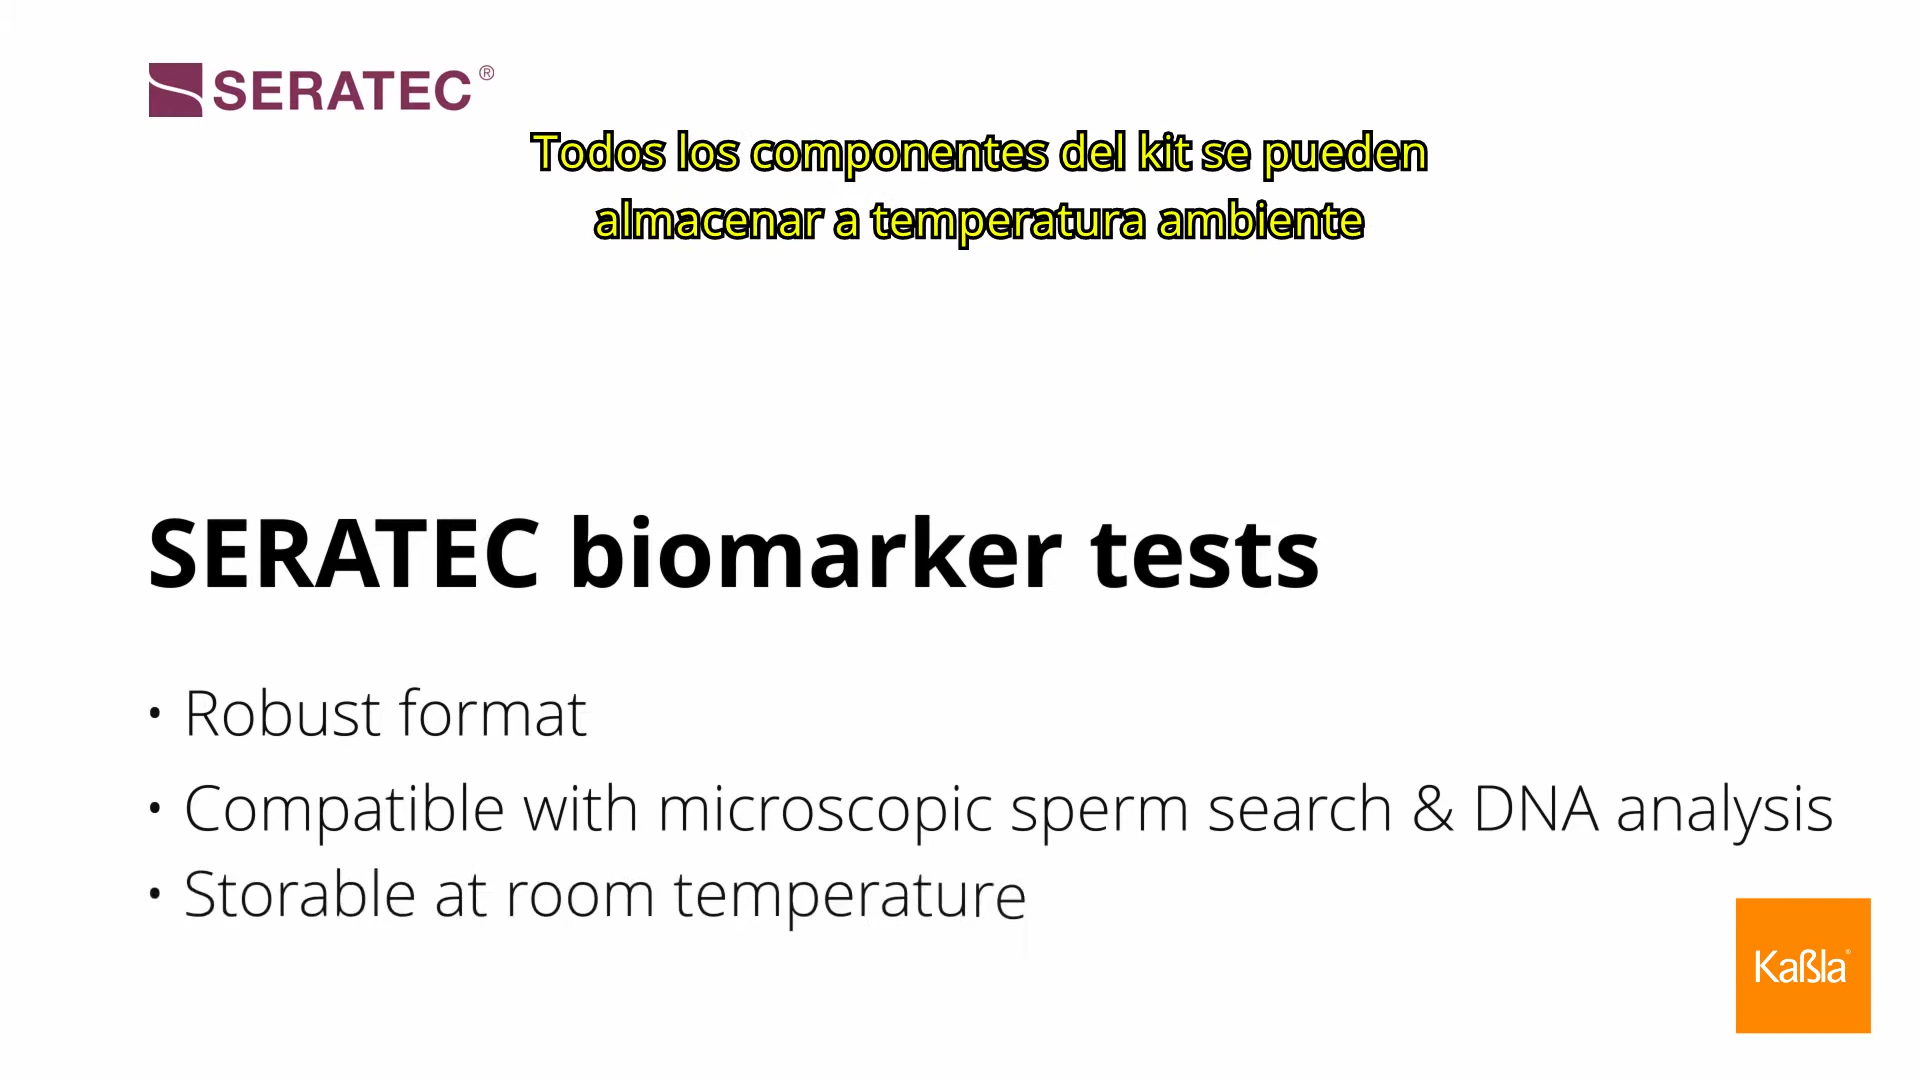 SERATEC®
Todos los componentes del kit se pueden
almacenar a temperatura ambiente
SERATEC biomarker tests
• Robust format
• Compatible with microscopic sperm search & DNA analysis
• Storable at room temperature
Kaßla®